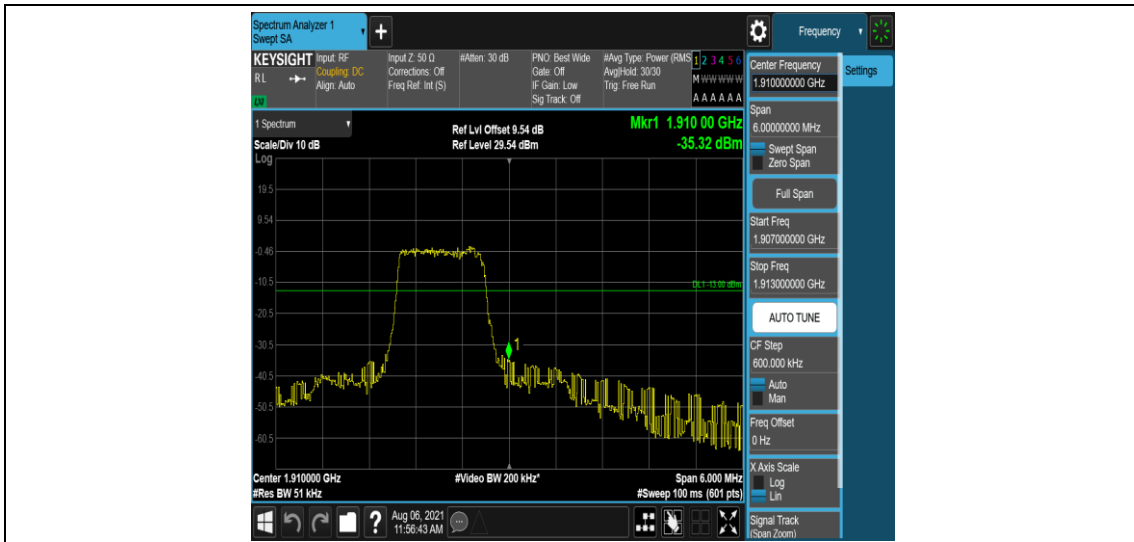 Spectrum Analyzer 1
Swept SA
+
Frequency
KEYSIGHT
RL
LM
Input: RF
Coupling: DC
Align: Auto
Input Z: 50 Ω
Corrections: Off
Freq Ref: Int (S)
#Atten: 30 dB
PNO: Best Wide
Gate: Off
IF Gain: Low
Sig Track: Off
#Avg Type: Power (RMS
Avg|Hold: 30/30
Trig: Free Run
1 2 3 4 5 6
M W W W W W
A A A A A A
Center Frequency
1.910000000 GHz
Settings
Span
6.00000000 MHz
Swept Span
Zero Span
Full Span
Start Freq
1.907000000 GHz
Stop Freq
1.913000000 GHz
AUTO TUNE
CF Step
600.000 kHz
Auto
Man
Freq Offset
0 Hz
X Axis Scale
Log
Lin
Signal Track
(Span Zoom)
1 Spectrum
Scale/Div 10 dB
Log
Ref Lvl Offset 9.54 dB
Ref Level 29.54 dBm
Mkr1 1.910 00 GHz
-35.32 dBm
19.5
9.54
-0.46
-10.5
DL1 -13.00 dBm
-20.5
-30.5
1
-40.5
-50.5
-60.5
Center 1.910000 GHz
#Video BW 200 kHz*
Span 6.000 MHz
#Res BW 51 kHz
#Sweep 100 ms (601 pts)
?
Aug 06, 2021
11:56:43 AM